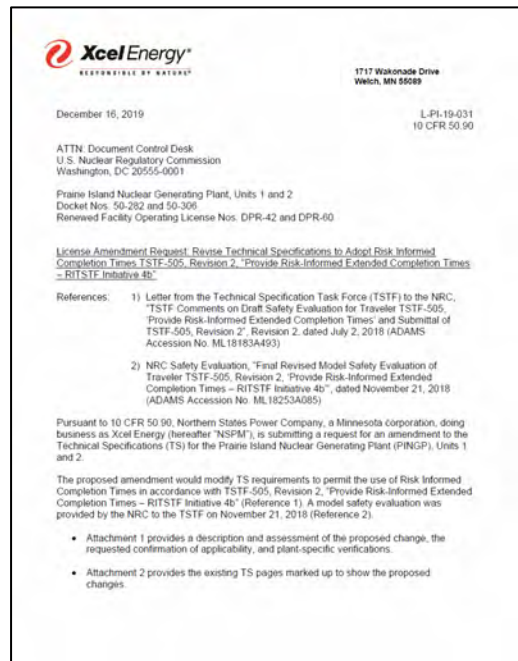 Xcel Energy®
RESPONSIBLE BY NATURE®
1717 Wakonade Drive
Welch, MN 55089
December 16, 2019
L-PI-19-031
10 CFR 50.90
ATTN: Document Control Desk
U.S. Nuclear Regulatory Commission
Washington, DC 20555-0001
Prairie Island Nuclear Generating Plant, Units 1 and 2
Docket Nos. 50-282 and 50-306
Renewed Facility Operating License Nos. DPR-42 and DPR-60
License Amendment Request: Revise Technical Specifications to Adopt Risk Informed
Completion Times TSTF-505, Revision 2, "Provide Risk-Informed Extended Completion Times
– RITSTF Initiative 4b"
References: 1) Letter from the Technical Specification Task Force (TSTF) to the NRC,
"TSTF Comments on Draft Safety Evaluation for Traveler TSTF-505,
'Provide Risk-Informed Extended Completion Times' and Submittal of
TSTF-505, Revision 2", Revision 2, dated July 2, 2018 (ADAMS
Accession No. ML18183A493)
2) NRC Safety Evaluation, "Final Revised Model Safety Evaluation of
Traveler TSTF-505, Revision 2, 'Provide Risk-Informed Extended
Completion Times – RITSTF Initiative 4b'", dated November 21, 2018
(ADAMS Accession No. ML18253A085)
Pursuant to 10 CFR 50.90, Northern States Power Company, a Minnesota corporation, doing
business as Xcel Energy (hereafter "NSPM"), is submitting a request for an amendment to the
Technical Specifications (TS) for the Prairie Island Nuclear Generating Plant (PINGP), Units 1
and 2.
The proposed amendment would modify TS requirements to permit the use of Risk Informed
Completion Times in accordance with TSTF-505, Revision 2, "Provide Risk-Informed Extended
Completion Times – RITSTF Initiative 4b" (Reference 1). A model safety evaluation was
provided by the NRC to the TSTF on November 21, 2018 (Reference 2).
• Attachment 1 provides a description and assessment of the proposed change, the
requested confirmation of applicability, and plant-specific verifications.
• Attachment 2 provides the existing TS pages marked up to show the proposed
changes.